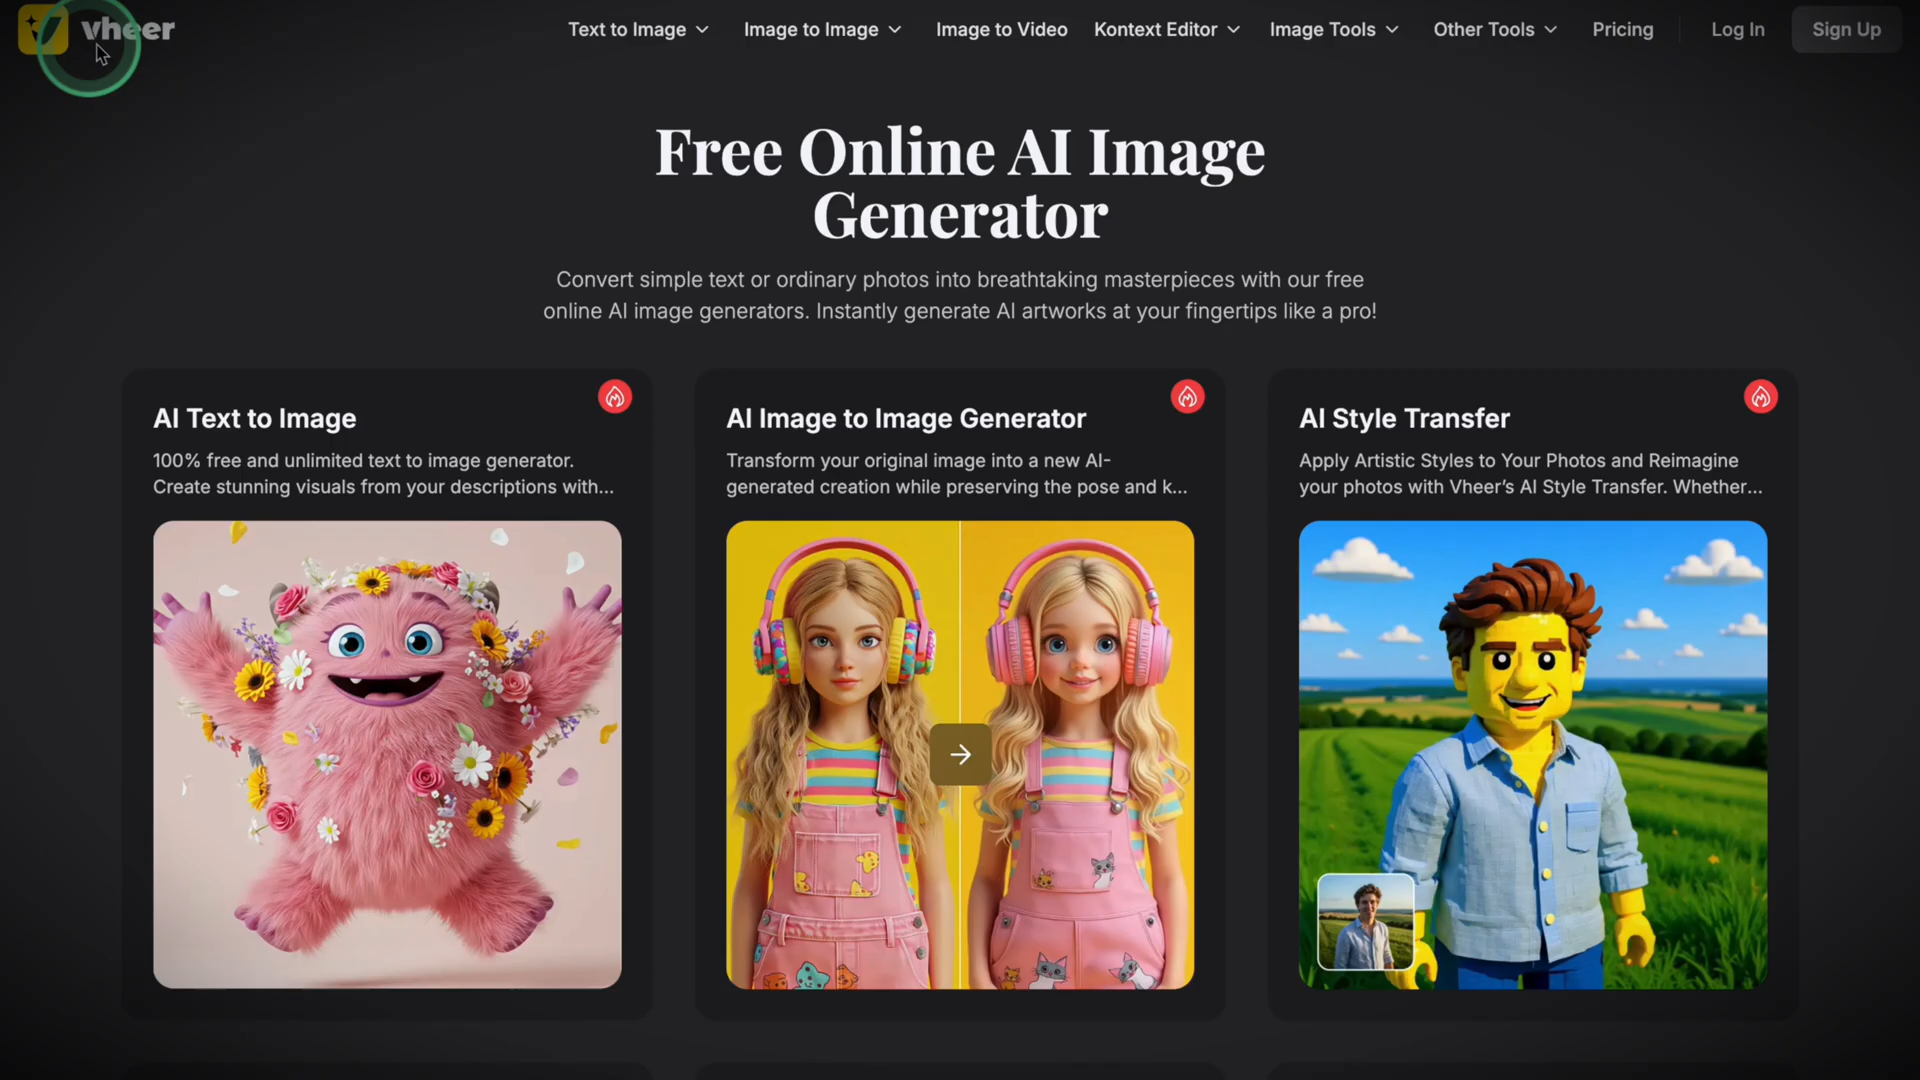 vheer
Text to Image
Image to Image
Image to Video
Kontext Editor
Image Tools
Other Tools
Pricing
Log In
Sign Up
Free Online AI Image
Generator
Convert simple text or ordinary photos into breathtaking masterpieces with our free
online AI image generators. Instantly generate AI artworks at your fingertips like a pro!
AI Text to Image
100% free and unlimited text to image generator.
Create stunning visuals from your descriptions with...
AI Image to Image Generator
Transform your original image into a new AI-
generated creation while preserving the pose and k...
AI Style Transfer
Apply Artistic Styles to Your Photos and Reimagine
your photos with Vheer’s AI Style Transfer. Whether...